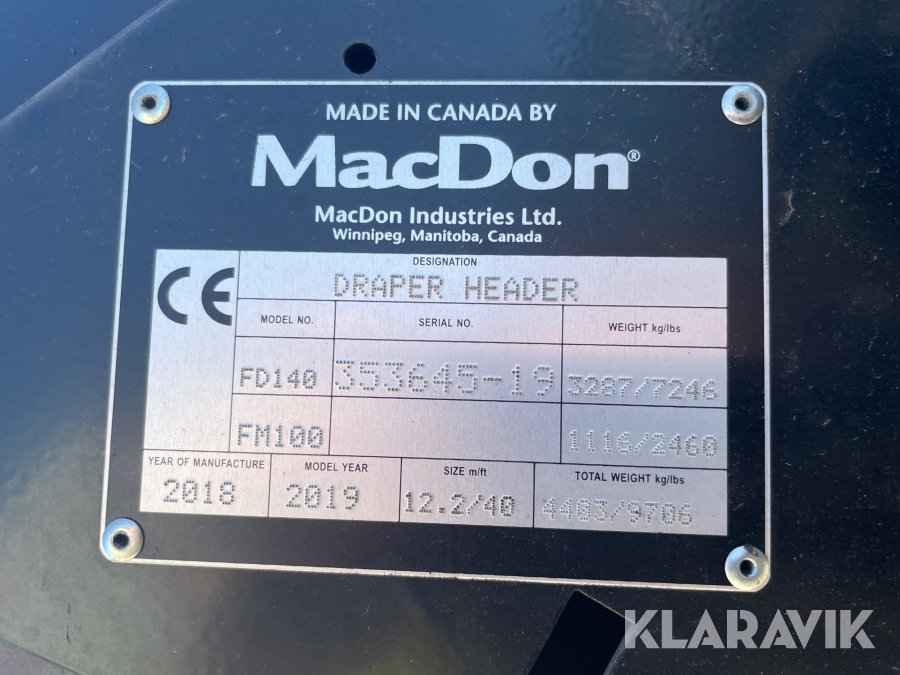 MADE IN CANADA BY
MacDon®
MacDon Industries Ltd.
Winnipeg, Manitoba, Canada
CE
DESIGNATION
DRAPER HEADER
MODEL NO. SERIAL NO. WEIGHT kg/lbs
FD140 353645-19 3287/7246
FM100 1116/2460
YEAR OF MANUFACTURE MODEL YEAR SIZE m/ft TOTAL WEIGHT kg/lbs
2018 2019 12.2/40 4403/9706
KLARAVIK